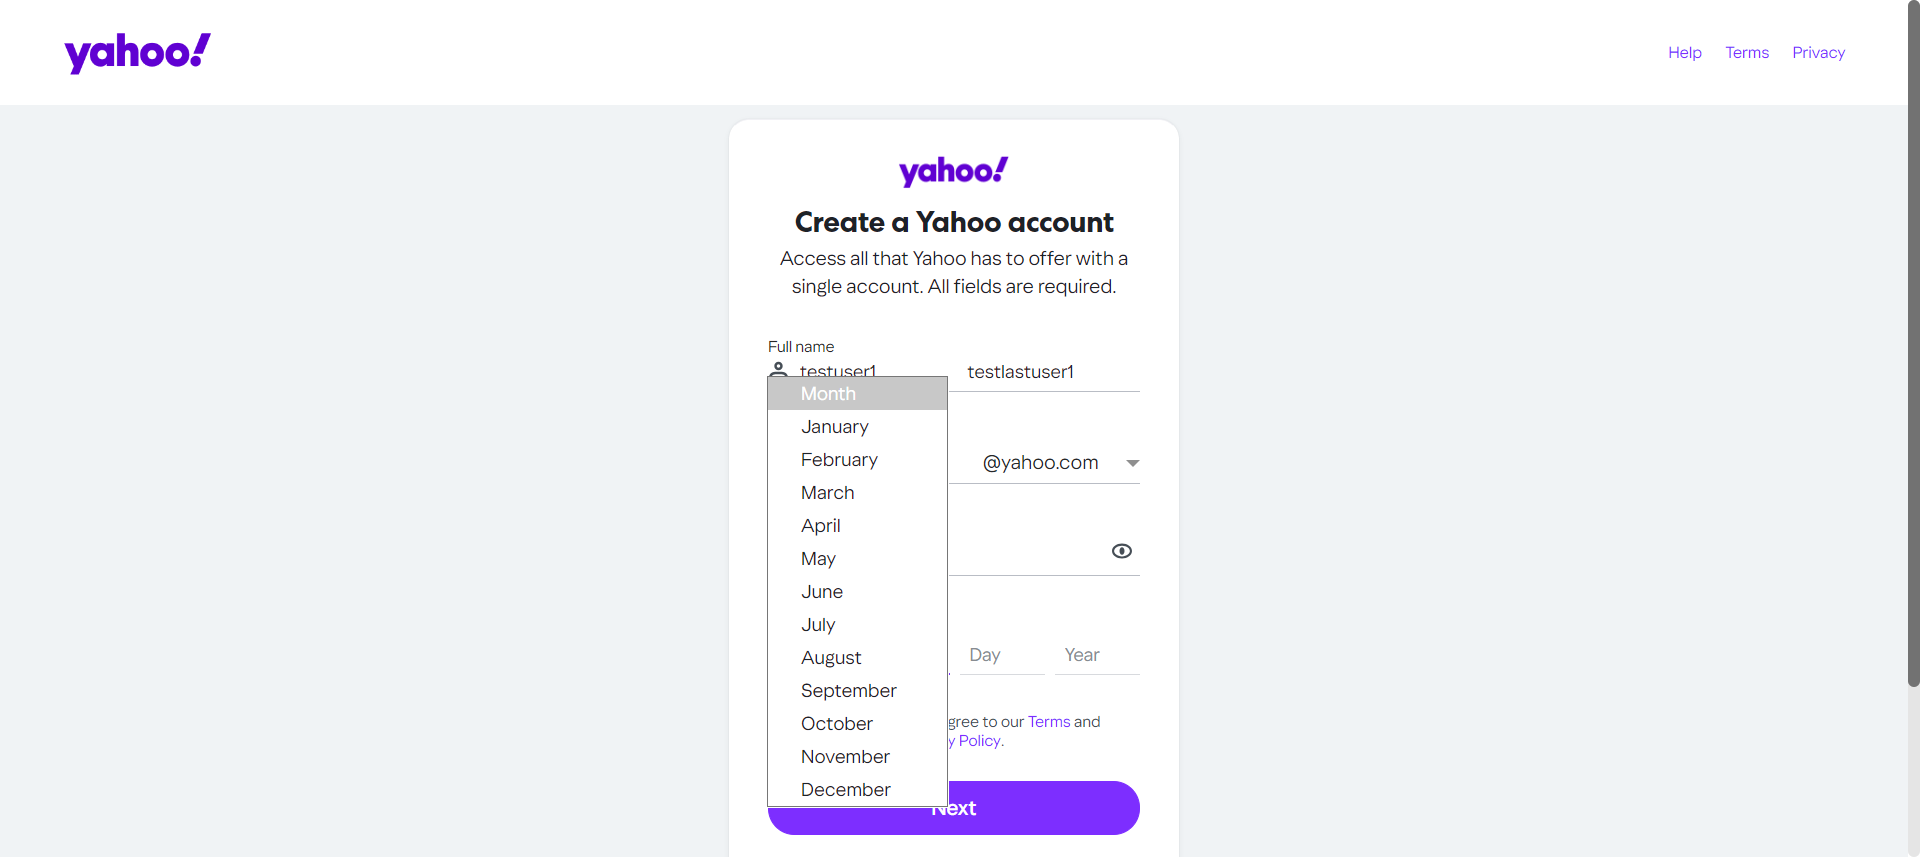 yahoo!
Help Terms Privacy
yahoo!
Create a Yahoo account
Access all that Yahoo has to offer with a
single account. All fields are required.
Full name
testuser1 testlastuser1
Month
January
February
@yahoo.com
March
April
May
June
July
August
Day Year
September
October
gree to our Terms and
y Policy.
November
December
Next